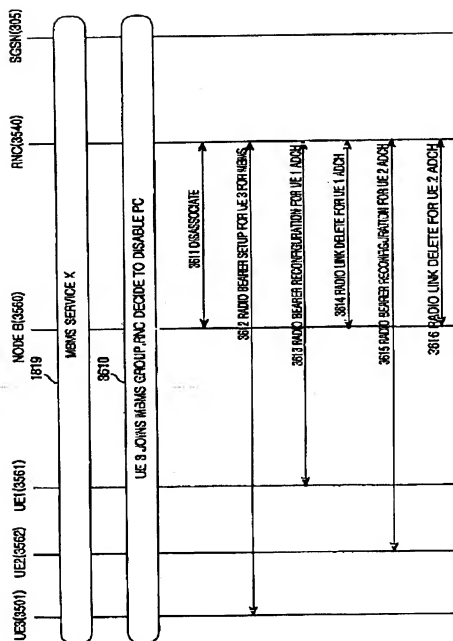 UE3(3501)
UE2(3562)
UE1(3561)
NODE B(3560)
RNC(3540)
SGSN(305)
1819
MBMS SERVICE X
3610
UE 3 JOINS MBMS GROUP, RNC DECIDE TO DISABLE PC
3611 DISASSOCIATE
3612 RADIO BEARER SETUP FOR UE 3 FOR MBMS
3613 RADIO BEARER RECONFIGURATION FOR UE 1 ADCH
3614 RADIO LINK DELETE FOR UE 1 ADCH
3615 RADIO BEARER RECONFIGURATION FOR UE 2 ADCH
3616 RADIO LINK DELETE FOR UE 2 ADCH